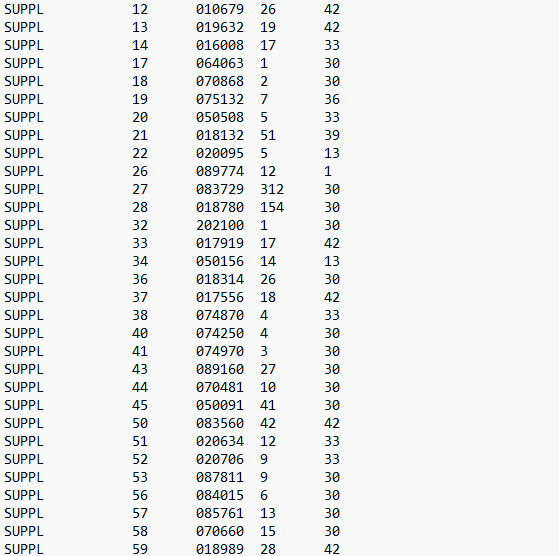 SUPPL 12 010679 26 42
SUPPL 13 019632 19 42
SUPPL 14 016008 17 33
SUPPL 17 064063 1 30
SUPPL 18 070868 2 30
SUPPL 19 075132 7 36
SUPPL 20 050508 5 33
SUPPL 21 018132 51 39
SUPPL 22 020095 5 13
SUPPL 26 089774 12 1
SUPPL 27 083729 312 30
SUPPL 28 018780 154 30
SUPPL 32 202100 1 30
SUPPL 33 017919 17 42
SUPPL 34 050156 14 13
SUPPL 36 018314 26 30
SUPPL 37 017556 18 42
SUPPL 38 074870 4 33
SUPPL 40 074250 4 30
SUPPL 41 074970 3 30
SUPPL 43 089160 27 30
SUPPL 44 070481 10 30
SUPPL 45 050091 41 30
SUPPL 50 083560 42 42
SUPPL 51 020634 12 33
SUPPL 52 020706 9 33
SUPPL 53 087811 9 30
SUPPL 56 084015 6 30
SUPPL 57 085761 13 30
SUPPL 58 070660 15 30
SUPPL 59 018989 28 42